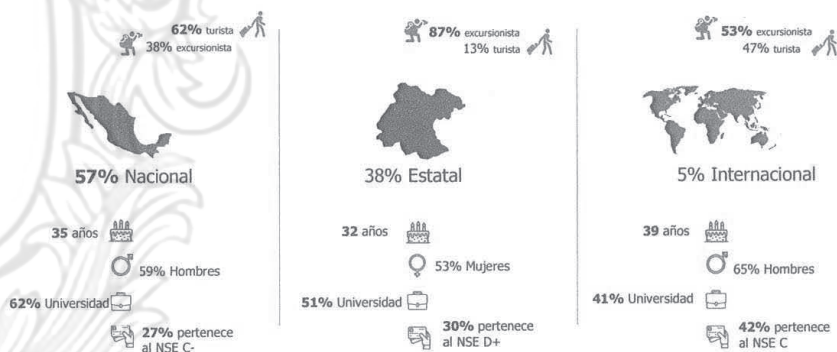 62% turista
38% excursionista
57% Nacional
35 años
59% Hombres
62% Universidad
27% pertenece
al NSE C-
87% excursionista
13% turista
38% Estatal
32 años
53% Mujeres
51% Universidad
30% pertenece
al NSE D+
53% excursionista
47% turista
5% Internacional
39 años
65% Hombres
41% Universidad
42% pertenece
al NSE C